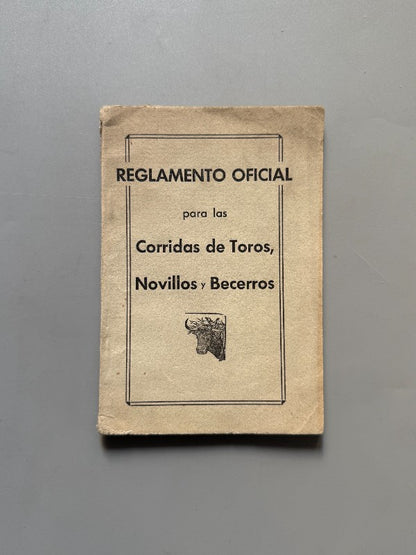 REGLAMENTO OFICIAL
para las
Corridas de Toros,
Novillos y Becerros